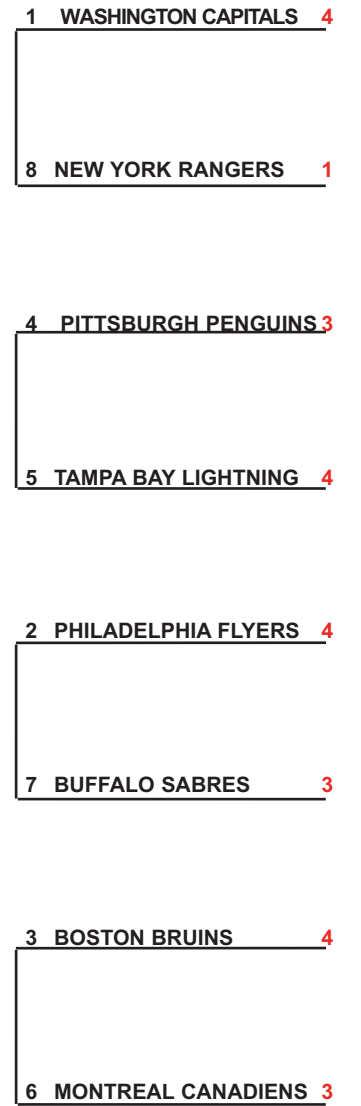 1 WASHINGTON CAPITALS 4
8 NEW YORK RANGERS 1
4 PITTSBURGH PENGUINS 3
5 TAMPA BAY LIGHTNING 4
2 PHILADELPHIA FLYERS 4
7 BUFFALO SABRES 3
3 BOSTON BRUINS 4
6 MONTREAL CANADIENS 3